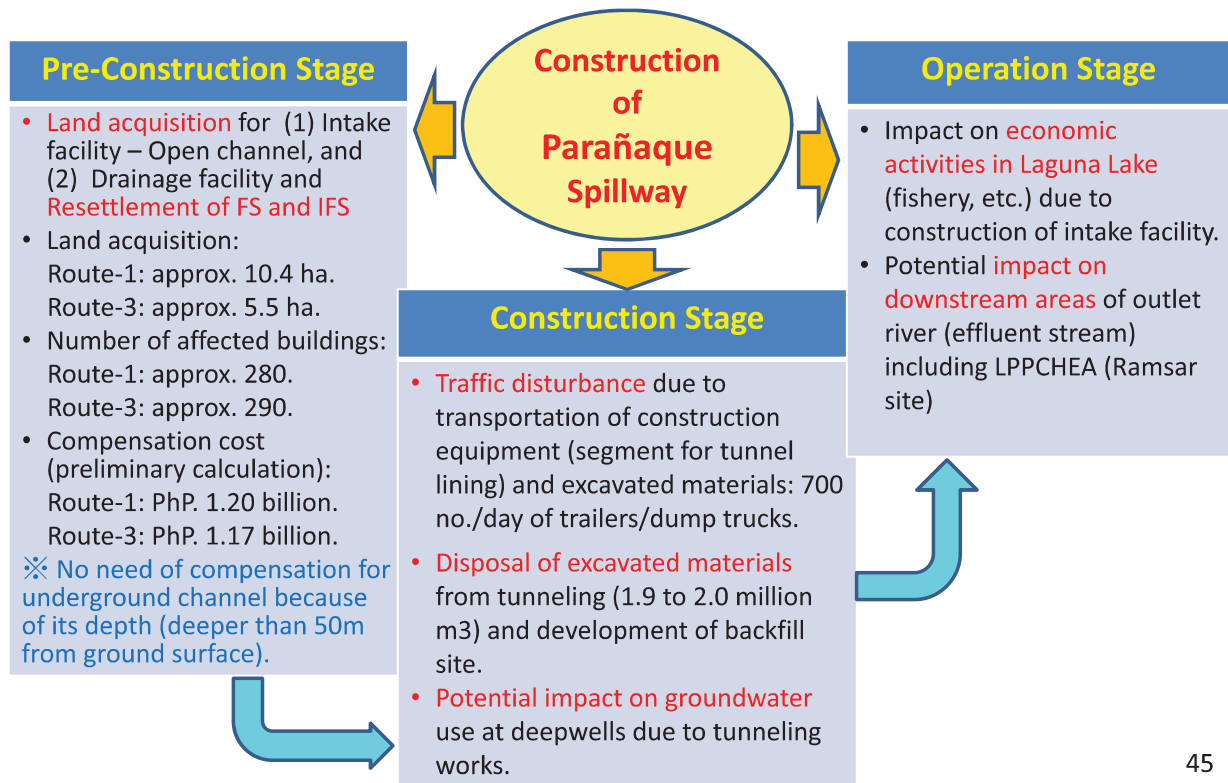 Construction
of
Parañaque
Spillway
Pre-Construction Stage
• Land acquisition for (1) Intake
facility – Open channel, and
(2) Drainage facility and
Resettlement of FS and IFS
• Land acquisition:
Route-1: approx. 10.4 ha.
Route-3: approx. 5.5 ha.
• Number of affected buildings:
Route-1: approx. 280.
Route-3: approx. 290.
• Compensation cost
(preliminary calculation):
Route-1: PhP. 1.20 billion.
Route-3: PhP. 1.17 billion.
※ No need of compensation for
underground channel because
of its depth (deeper than 50m
from ground surface).
Construction Stage
• Traffic disturbance due to
transportation of construction
equipment (segment for tunnel
lining) and excavated materials: 700
no./day of trailers/dump trucks.
• Disposal of excavated materials
from tunneling (1.9 to 2.0 million
m3) and development of backfill
site.
• Potential impact on groundwater
use at deepwells due to tunneling
works.
Operation Stage
• Impact on economic
activities in Laguna Lake
(fishery, etc.) due to
construction of intake facility.
• Potential impact on
downstream areas of outlet
river (effluent stream)
including LPPCHEA (Ramsar
site)
45